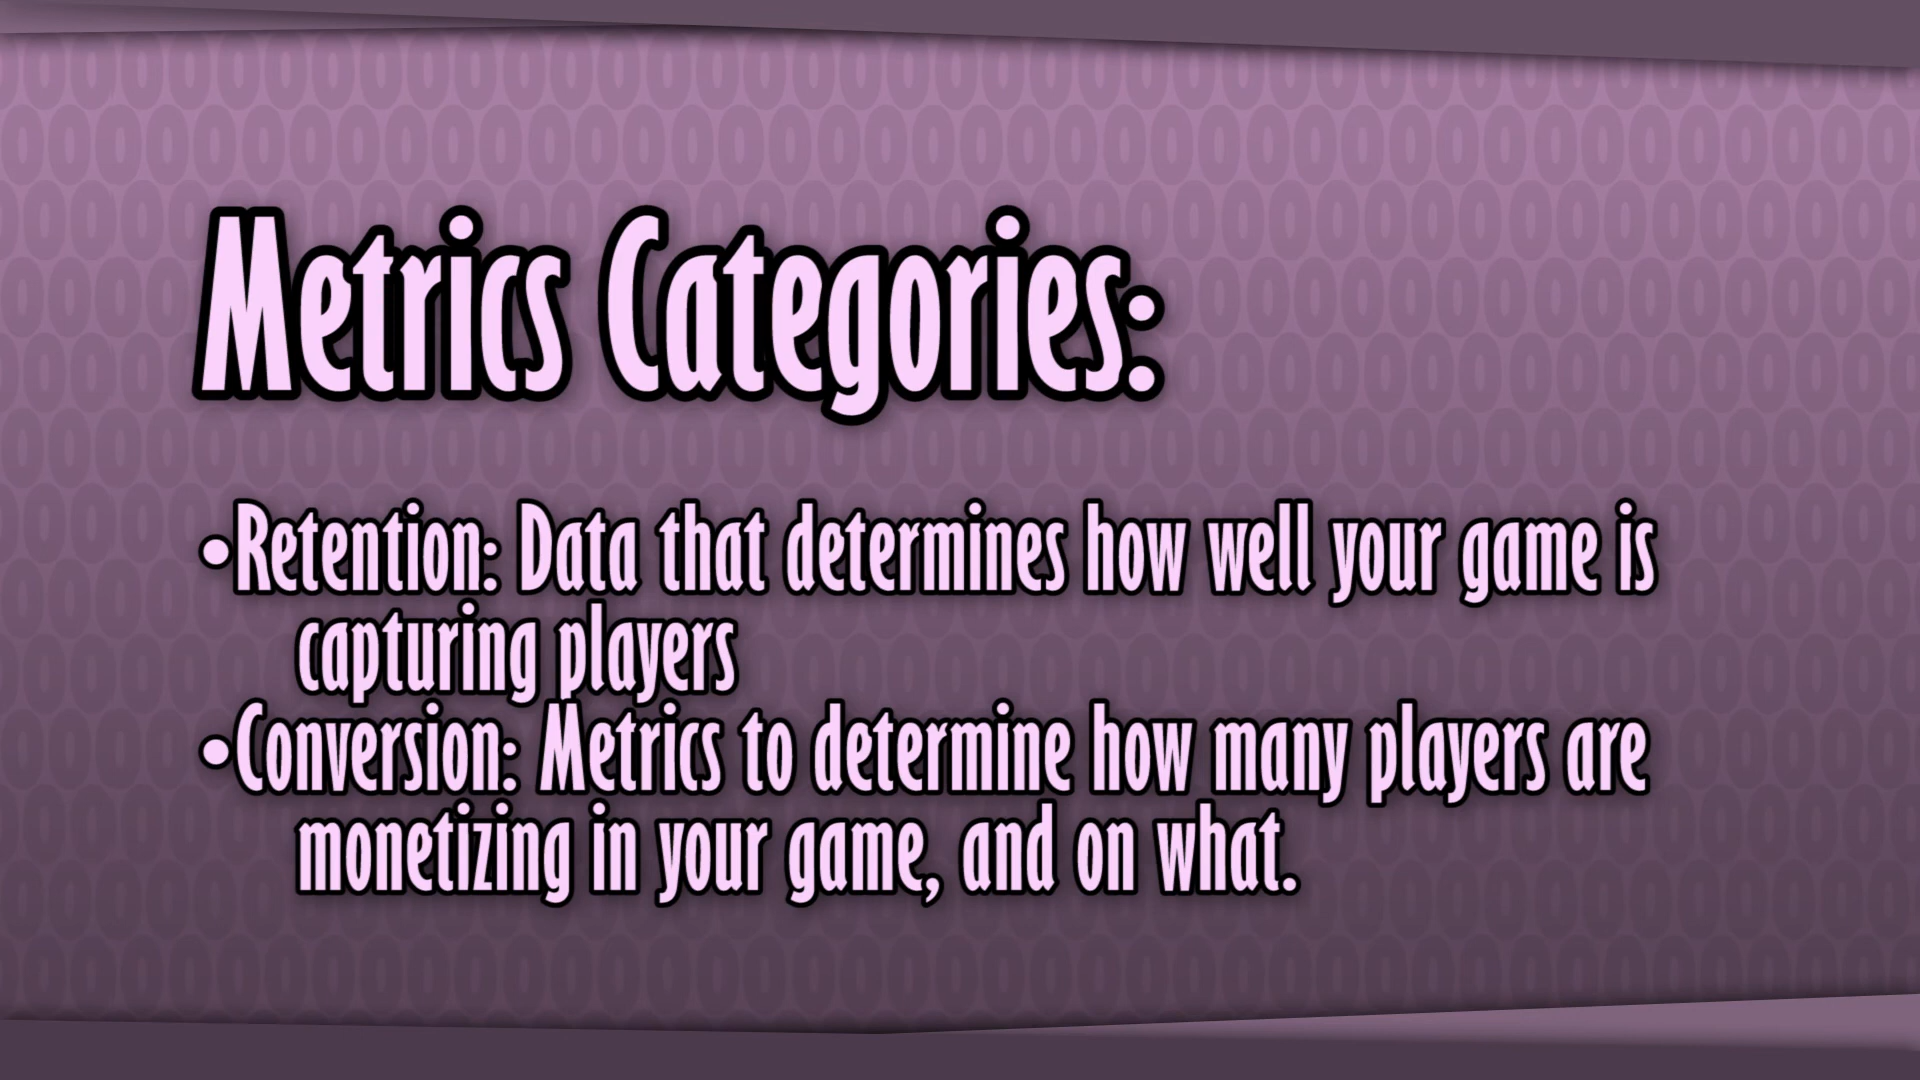 Metrics Categories:
•Retention: Data that determines how well your game is
capturing players
•Conversion: Metrics to determine how many players are
monetizing in your game, and on what.